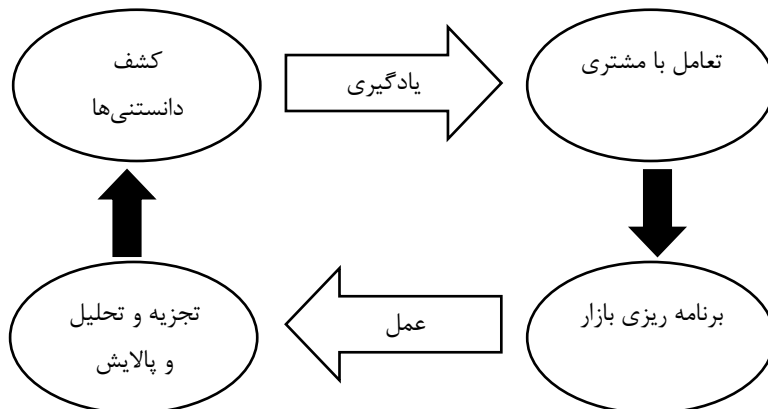 تعامل با مشتری
یادگیری
کشف
دانستنی‌ها
برنامه ریزی بازار
عمل
تجزیه و تحلیل
و پالایش